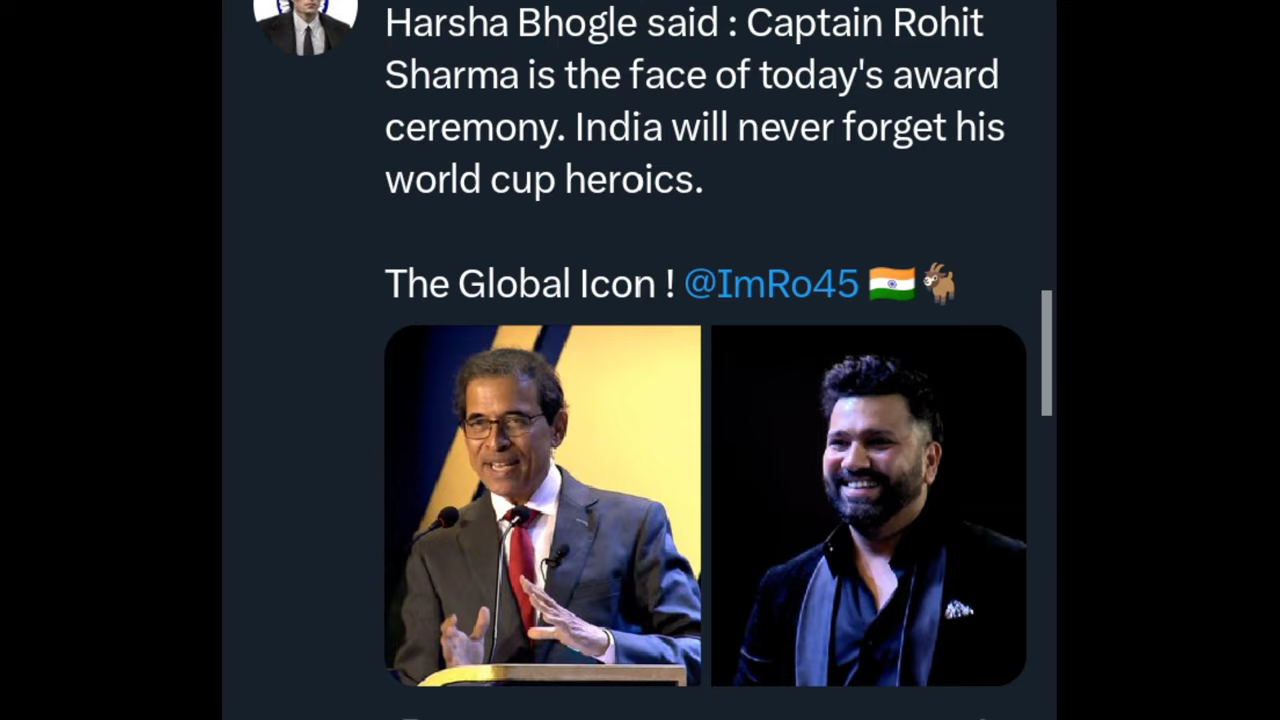 Harsha Bhogle said : Captain Rohit
Sharma is the face of today's award
ceremony. India will never forget his
world cup heroics.
The Global Icon ! @ImRo45 🇮🇳🐐